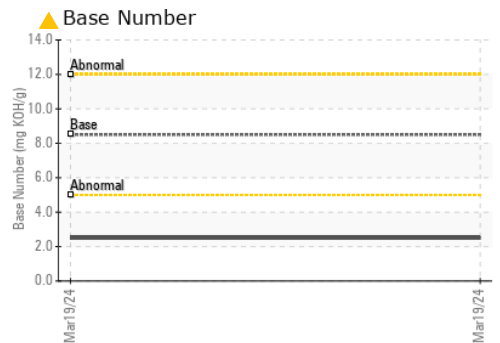 Base Number
Base Number (mg KOH/g)
14.0
12.0
10.0
8.0
6.0
4.0
2.0
0.0
Abnormal
Base
Abnormal
Mar19/24
Mar19/24